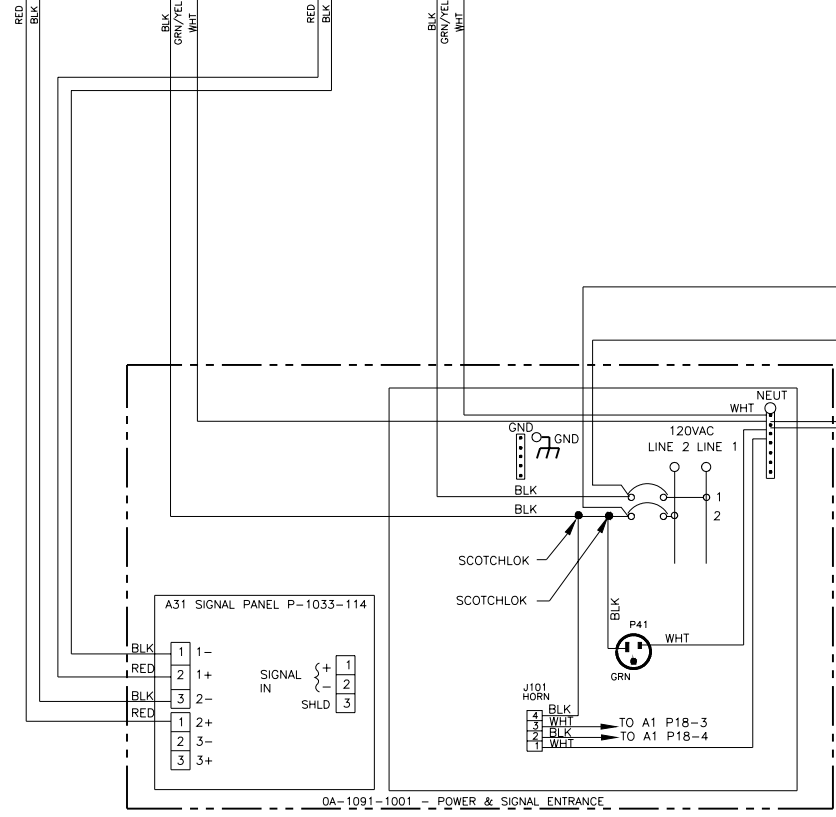 RED
BLK
BLK
GRN/YEL
WHT
RED
BLK
BLK
GRN/YEL
WHT
NEUT
WHT
GND
GND
120VAC
LINE 2 LINE 1
BLK
1
BLK
2
SCOTCHLOK
SCOTCHLOK
BLK
P41
WHT
GRN
A31 SIGNAL PANEL P-1033-114
BLK
1
1-
RED
2
1+
BLK
3
2-
RED
1
2+
2
3-
3
3+
SIGNAL
IN
+
1
-
2
SHLD
3
J101
HORN
4
BLK
3
WHT
TO A1 P18-3
2
BLK
TO A1 P18-4
1
WHT
0A-1091-1001 - POWER & SIGNAL ENTRANCE